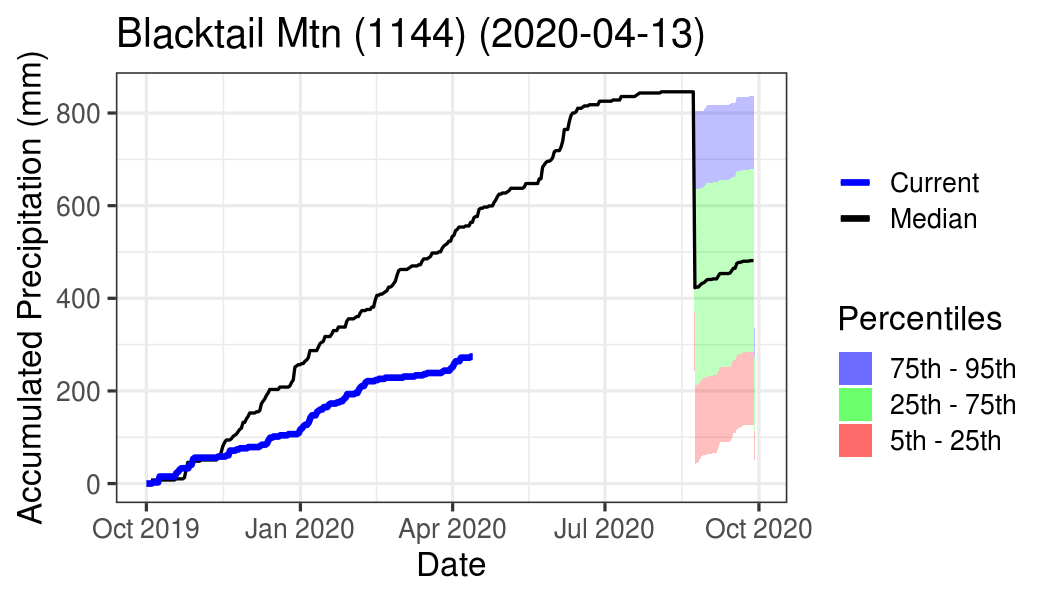 Blacktail Mtn (1144) (2020-04-13)
Accumulated Precipitation (mm)
800
600
400
200
0
Oct 2019
Jan 2020
Apr 2020
Jul 2020
Oct 2020
Date
Current
Median
Percentiles
75th - 95th
25th - 75th
5th - 25th